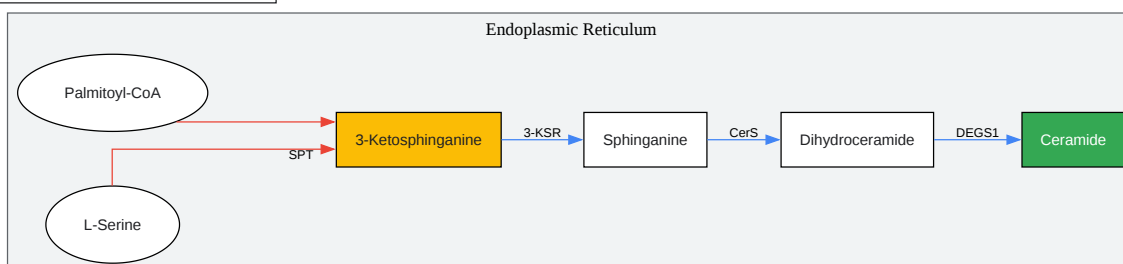 Endoplasmic Reticulum
Palmitoyl-CoA
SPT
L-Serine
3-Ketosphinganine
3-KSR
Sphinganine
CerS
Dihydroceramide
DEGS1
Ceramide